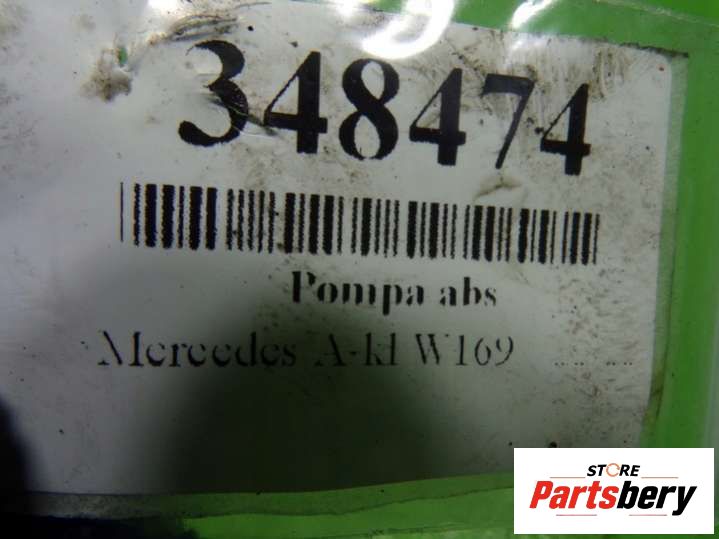 348474
Pompa abs
Mercedes A-kl W169
STORE
Partsbery